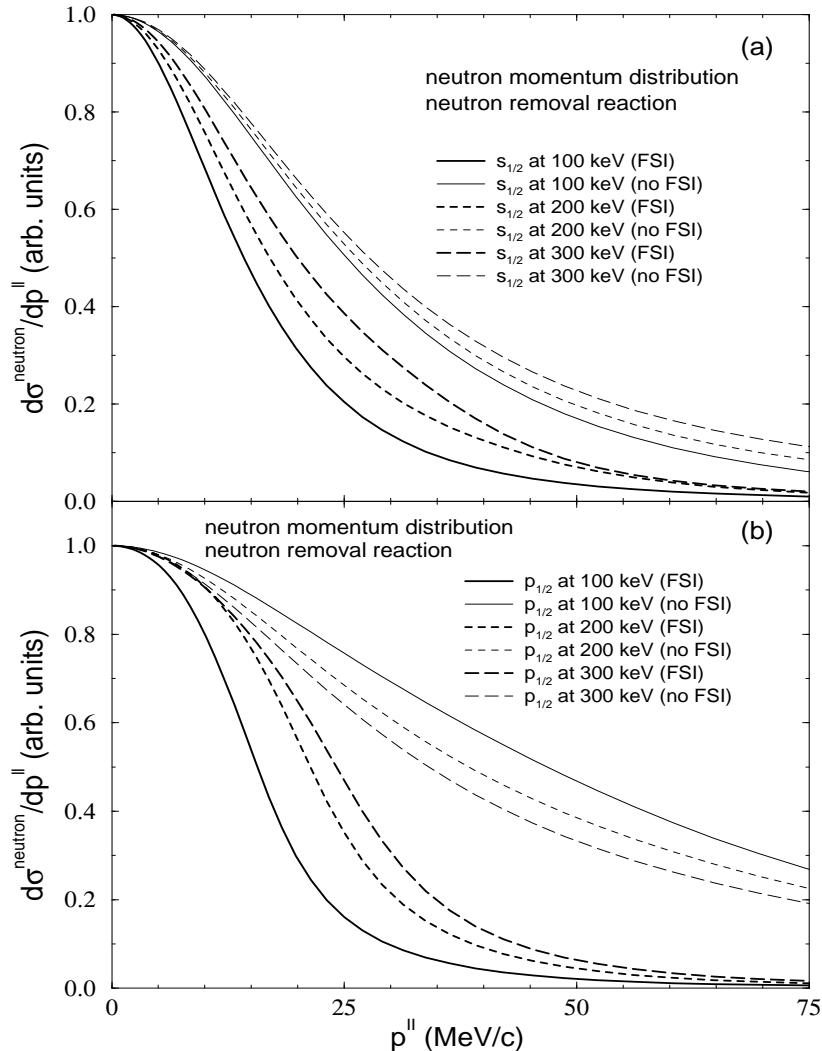 1.0
(a)
neutron momentum distribution
neutron removal reaction
0.8
s1/2 at 100 keV (FSI)
s1/2 at 100 keV (no FSI)
s1/2 at 200 keV (FSI)
s1/2 at 200 keV (no FSI)
s1/2 at 300 keV (FSI)
s1/2 at 300 keV (no FSI)
0.6
0.4
0.2
0.0
dσneutron/dpII (arb. units)
neutron momentum distribution
neutron removal reaction
(b)
1.0
p1/2 at 100 keV (FSI)
p1/2 at 100 keV (no FSI)
p1/2 at 200 keV (FSI)
p1/2 at 200 keV (no FSI)
p1/2 at 300 keV (FSI)
p1/2 at 300 keV (no FSI)
0.8
0.6
0.4
0.2
0.0
dσneutron/dpII (arb. units)
0 25 50 75
pII (MeV/c)